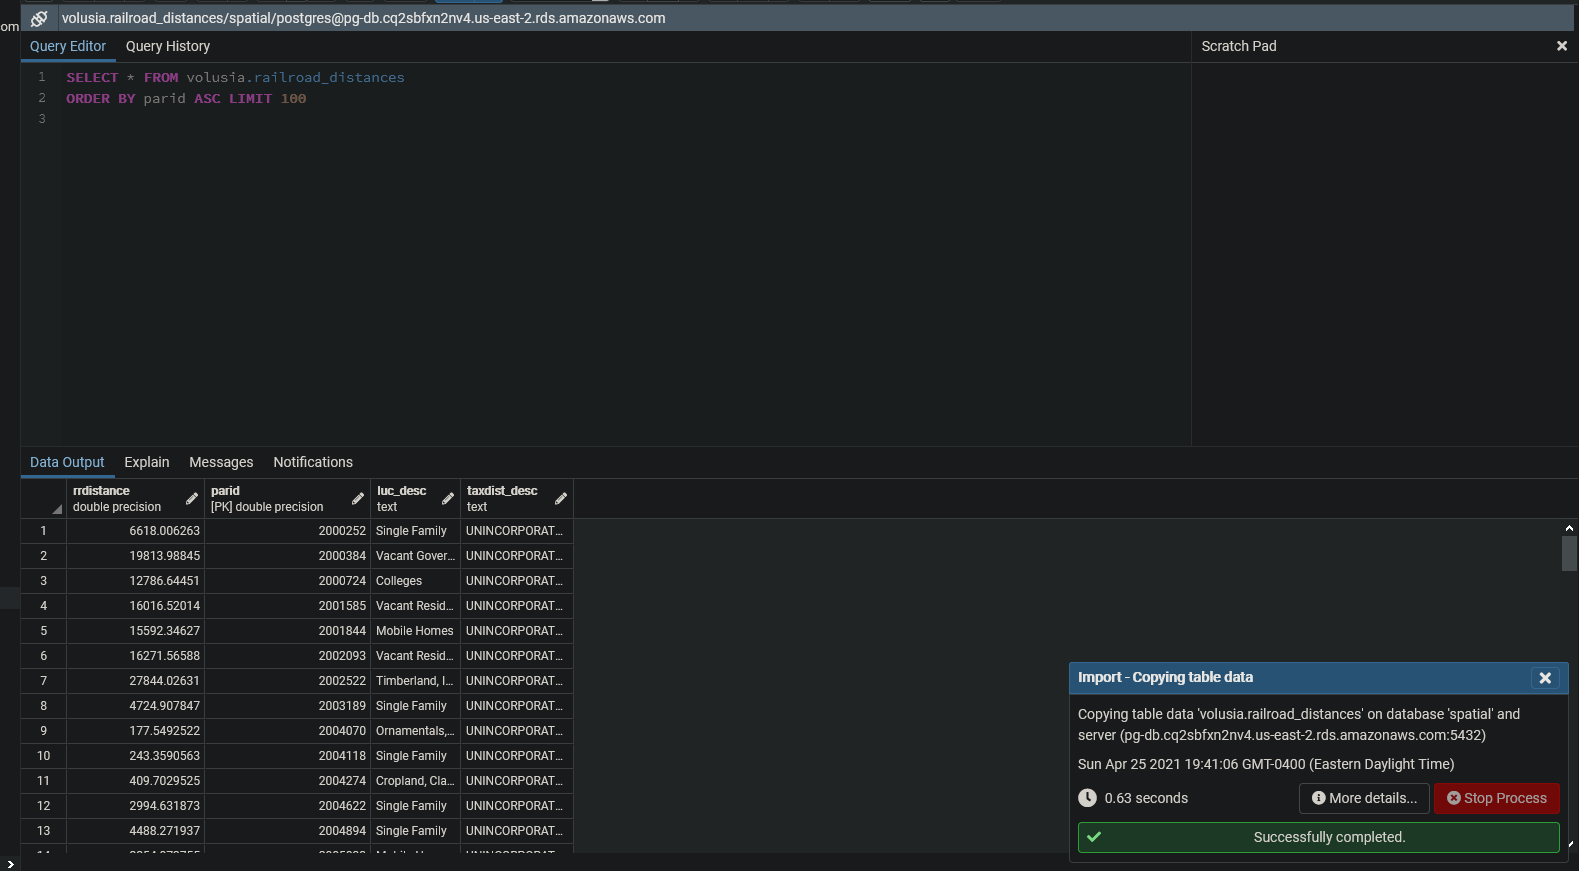 com
volusia.railroad_distances/spatial/postgres@pg-db.cq2sbfxn2nv4.us-east-2.rds.amazonaws.com
Query Editor Query History Scratch Pad
1 SELECT * FROM volusia.railroad_distances
2 ORDER BY parid ASC LIMIT 100
3
Data Output Explain Messages Notifications
rrdistance parid luc_desc taxdist_desc
double precision [PK] double precision text text
1 6618.006263 2000252 Single Family UNINCORPORAT...
2 19813.98845 2000384 Vacant Gover... UNINCORPORAT...
3 12786.64451 2000724 Colleges UNINCORPORAT...
4 16016.52014 2001585 Vacant Resid... UNINCORPORAT...
5 15592.34627 2001844 Mobile Homes UNINCORPORAT...
6 16271.56588 2002093 Vacant Resid... UNINCORPORAT...
7 27844.02631 2002522 Timberland, I... UNINCORPORAT...
8 4724.907847 2003189 Single Family UNINCORPORAT...
9 177.5492522 2004070 Ornamentals,... UNINCORPORAT...
10 243.3590563 2004118 Single Family UNINCORPORAT...
11 409.7029525 2004274 Cropland, Cla... UNINCORPORAT...
12 2994.631873 2004622 Single Family UNINCORPORAT...
13 4488.271937 2004894 Single Family UNINCORPORAT...
Import - Copying table data
Copying table data 'volusia.railroad_distances' on database 'spatial' and
server (pg-db.cq2sbfxn2nv4.us-east-2.rds.amazonaws.com:5432)
Sun Apr 25 2021 19:41:06 GMT-0400 (Eastern Daylight Time)
0.63 seconds More details... Stop Process
Successfully completed.